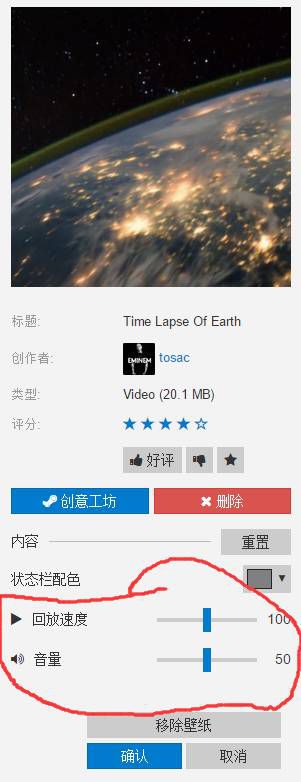 标题: Time Lapse Of Earth
EMINEM
创作者: tosac
类型: Video (20.1 MB)
评分:
好评
创意工坊 删除
内容 重置
状态栏配色
回放速度 100
音量 50
移除壁纸
确认 取消